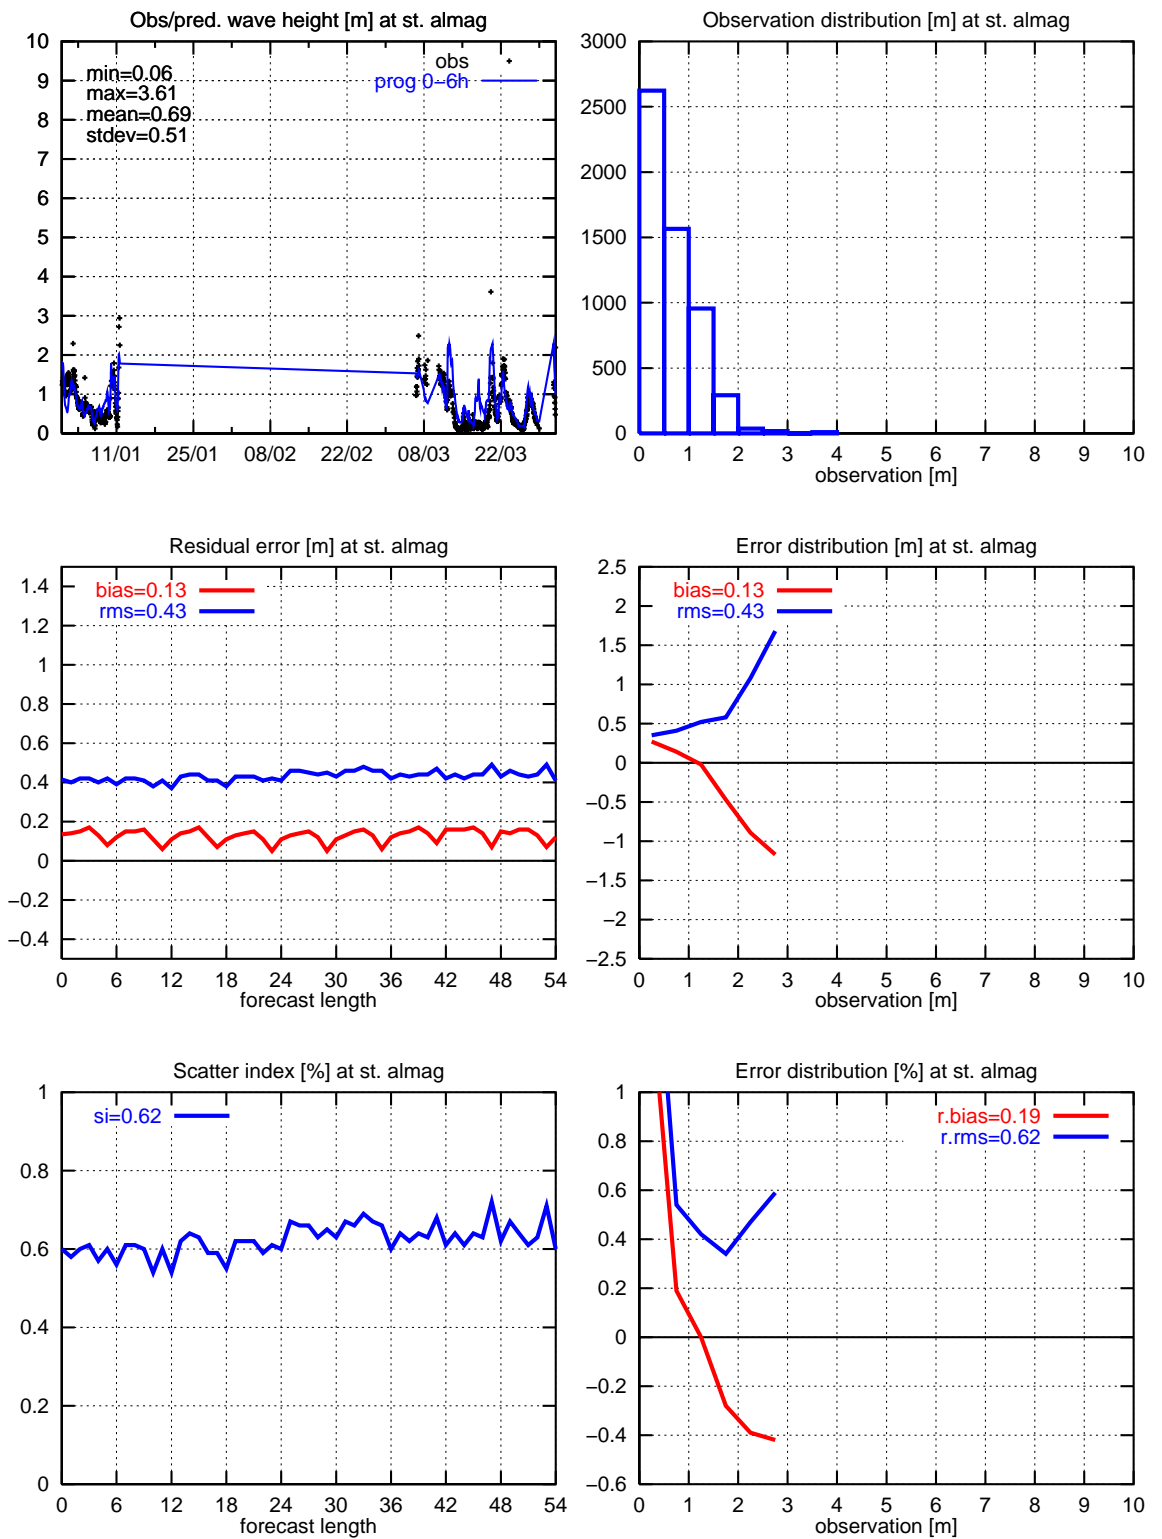 Obs/pred. wave height [m] at st. almag
10
9
8
7
6
5
4
3
2
1
0
min=0.06
max=3.61
mean=0.69
stdev=0.51
obs
prog 0−6h
11/01 25/01 08/02 22/02 08/03 22/03
Observation distribution [m] at st. almag
3000
2500
2000
1500
1000
500
0
0 1 2 3 4 5 6 7 8 9 10
observation [m]
Residual error [m] at st. almag
1.4
1.2
1
0.8
0.6
0.4
0.2
0
−0.2
−0.4
bias=0.13
rms=0.43
0 6 12 18 24 30 36 42 48 54
forecast length
Error distribution [m] at st. almag
2.5
2
1.5
1
0.5
0
−0.5
−1
−1.5
−2
−2.5
bias=0.13
rms=0.43
0 1 2 3 4 5 6 7 8 9 10
observation [m]
Scatter index [%] at st. almag
1
0.8
0.6
0.4
0.2
0
si=0.62
0 6 12 18 24 30 36 42 48 54
forecast length
Error distribution [%] at st. almag
1
0.8
0.6
0.4
0.2
0
−0.2
−0.4
−0.6
r.bias=0.19
r.rms=0.62
0 1 2 3 4 5 6 7 8 9 10
observation [m]